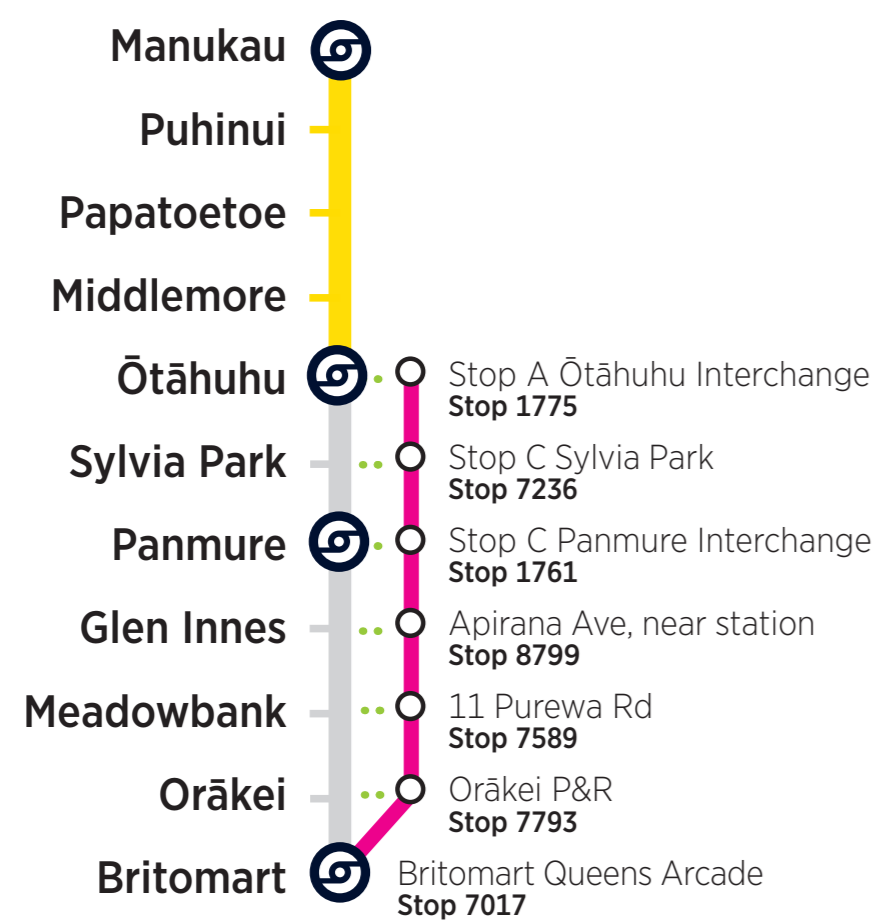 Manukau
Puhinui
Papatoetoe
Middlemore
Ōtāhuhu
Stop A Ōtāhuhu Interchange
Stop 1775
Sylvia Park
Stop C Sylvia Park
Stop 7236
Panmure
Stop C Panmure Interchange
Stop 1761
Glen Innes
Apirana Ave, near station
Stop 8799
Meadowbank
11 Purewa Rd
Stop 7589
Orākei
Orākei P&R
Stop 7793
Britomart
Britomart Queens Arcade
Stop 7017